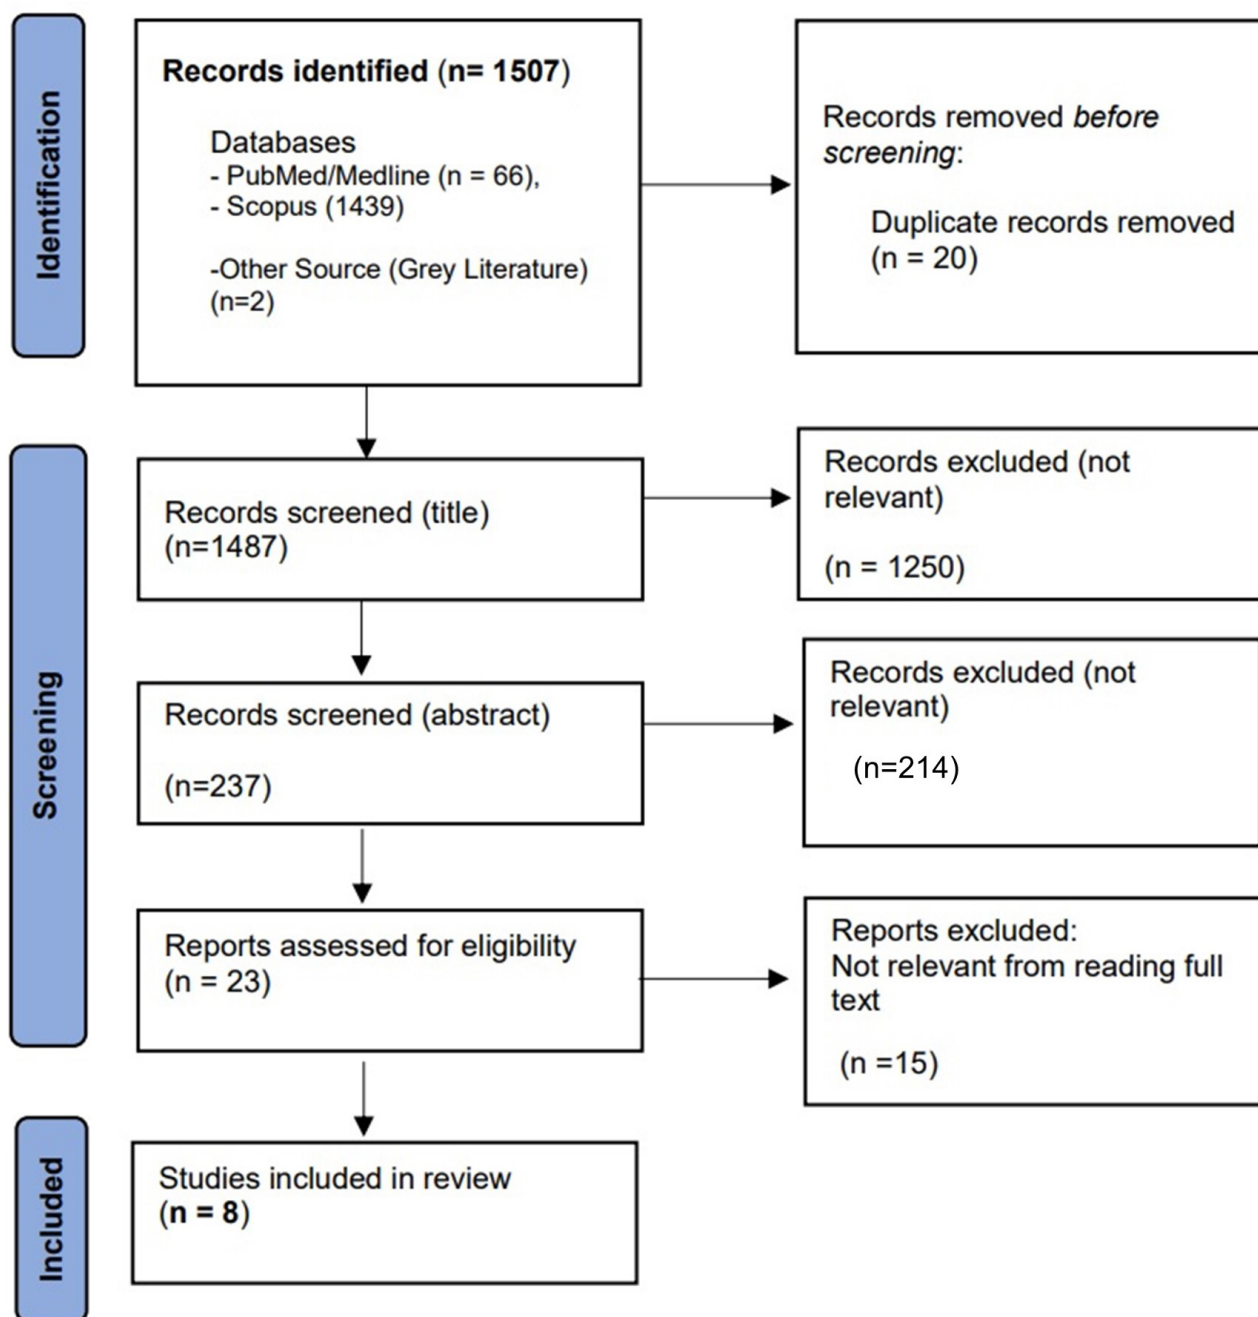 Identification
Records identified (n= 1507)
Databases
- PubMed/Medline (n = 66),
- Scopus (1439)
-Other Source (Grey Literature)
(n=2)
Records removed before
screening:
Duplicate records removed
(n = 20)
Screening
Records screened (title)
(n=1487)
Records excluded (not
relevant)
(n = 1250)
Records screened (abstract)
(n=237)
Records excluded (not
relevant)
(n=214)
Reports assessed for eligibility
(n = 23)
Reports excluded:
Not relevant from reading full
text
(n =15)
Included
Studies included in review
(n = 8)